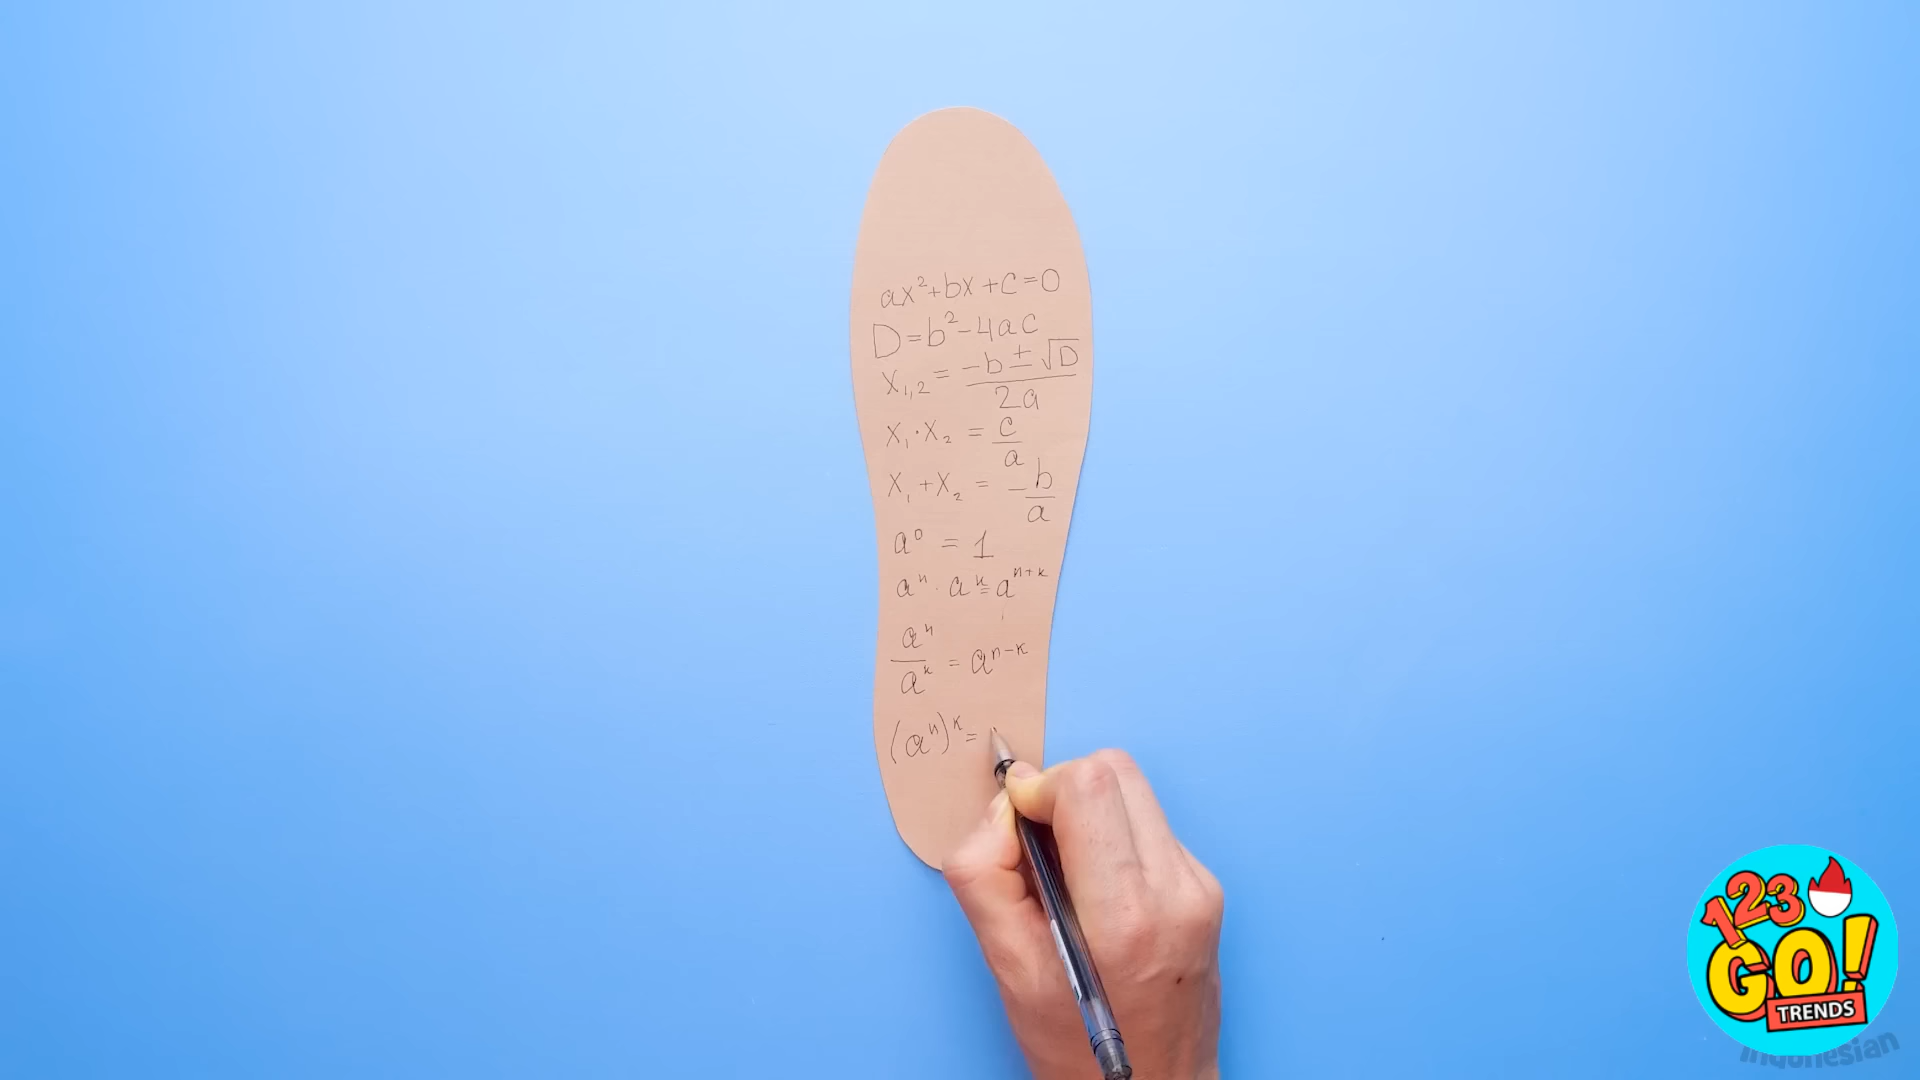 ax²+bx+c=0
D=b²-4ac
x₁,₂ = (-b±√D)/2a
x₁·x₂ = c/a
x₁+x₂ = -b/a
a⁰ = 1
aⁿ·aᵏ=aⁿ⁺ᵏ
aⁿ/aᵏ = aⁿ⁻ᵏ
(aⁿ)ᵏ=
123
GO!
TRENDS
Indonesian